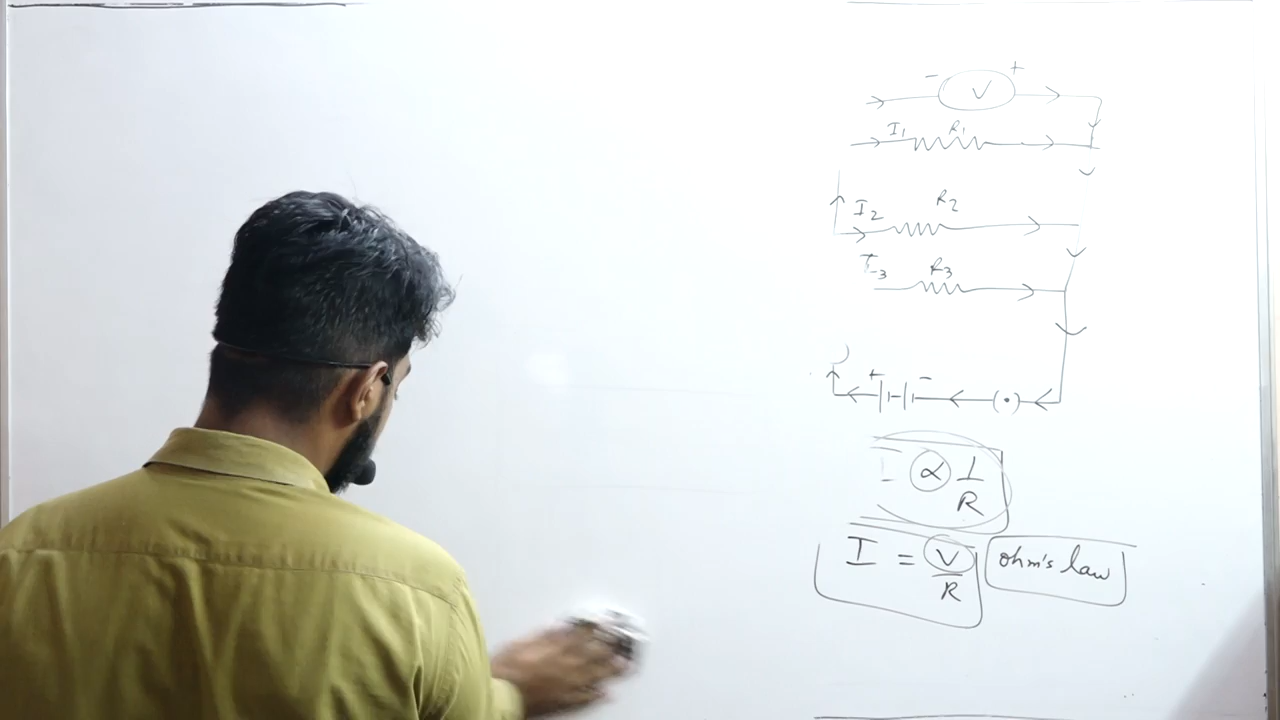 - V +
I₁ R₁
I₂ R₂
I₃ R₃
+ -
I ∝ 1/R
I = V/R ohm's law